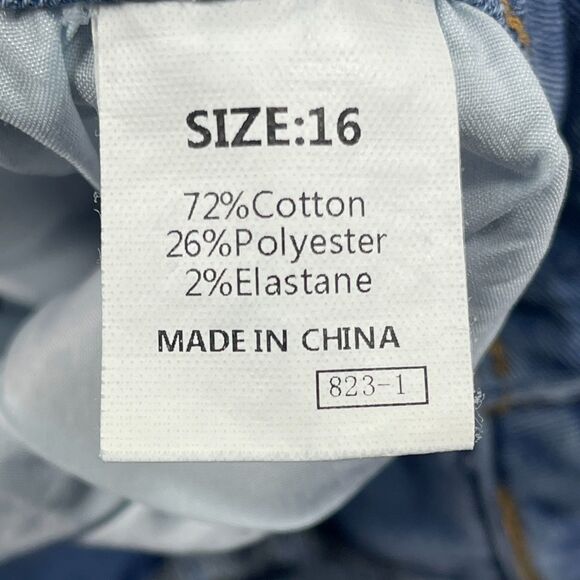 SIZE:16
72%Cotton
26%Polyester
2%Elastane
MADE IN CHINA
823-1